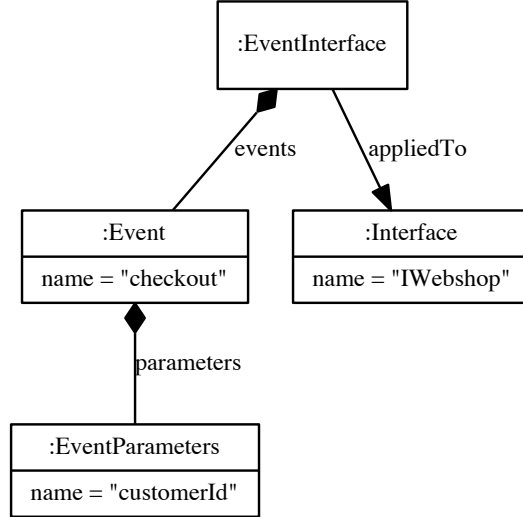 :EventInterface
events
appliedTo
:Event
name = "checkout"
:Interface
name = "IWebshop"
parameters
:EventParameters
name = "customerId"